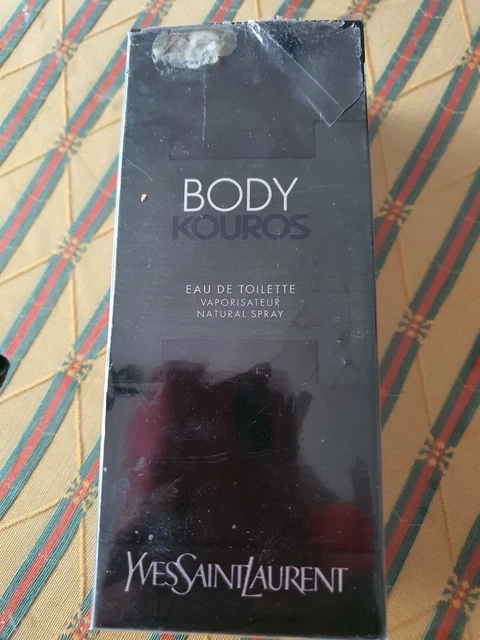 BODY
KOUROS
EAU DE TOILETTE
VAPORISATEUR
NATURAL SPRAY
YVESSAINTLAURENT